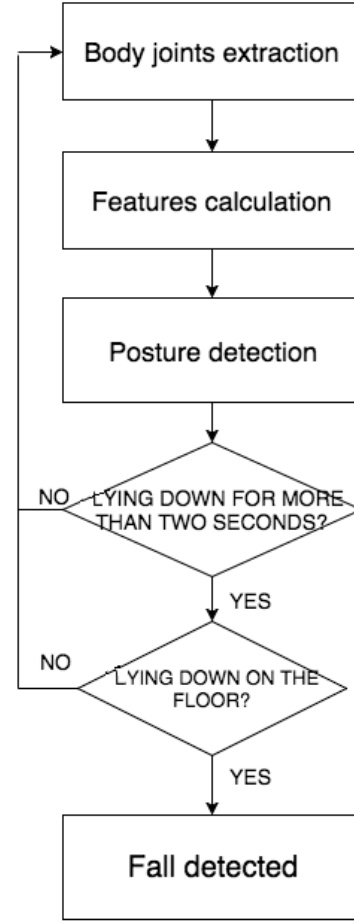 Body joints extraction
Features calculation
Posture detection
NO
LYING DOWN FOR MORE
THAN TWO SECONDS?
YES
NO
LYING DOWN ON THE
FLOOR?
YES
Fall detected